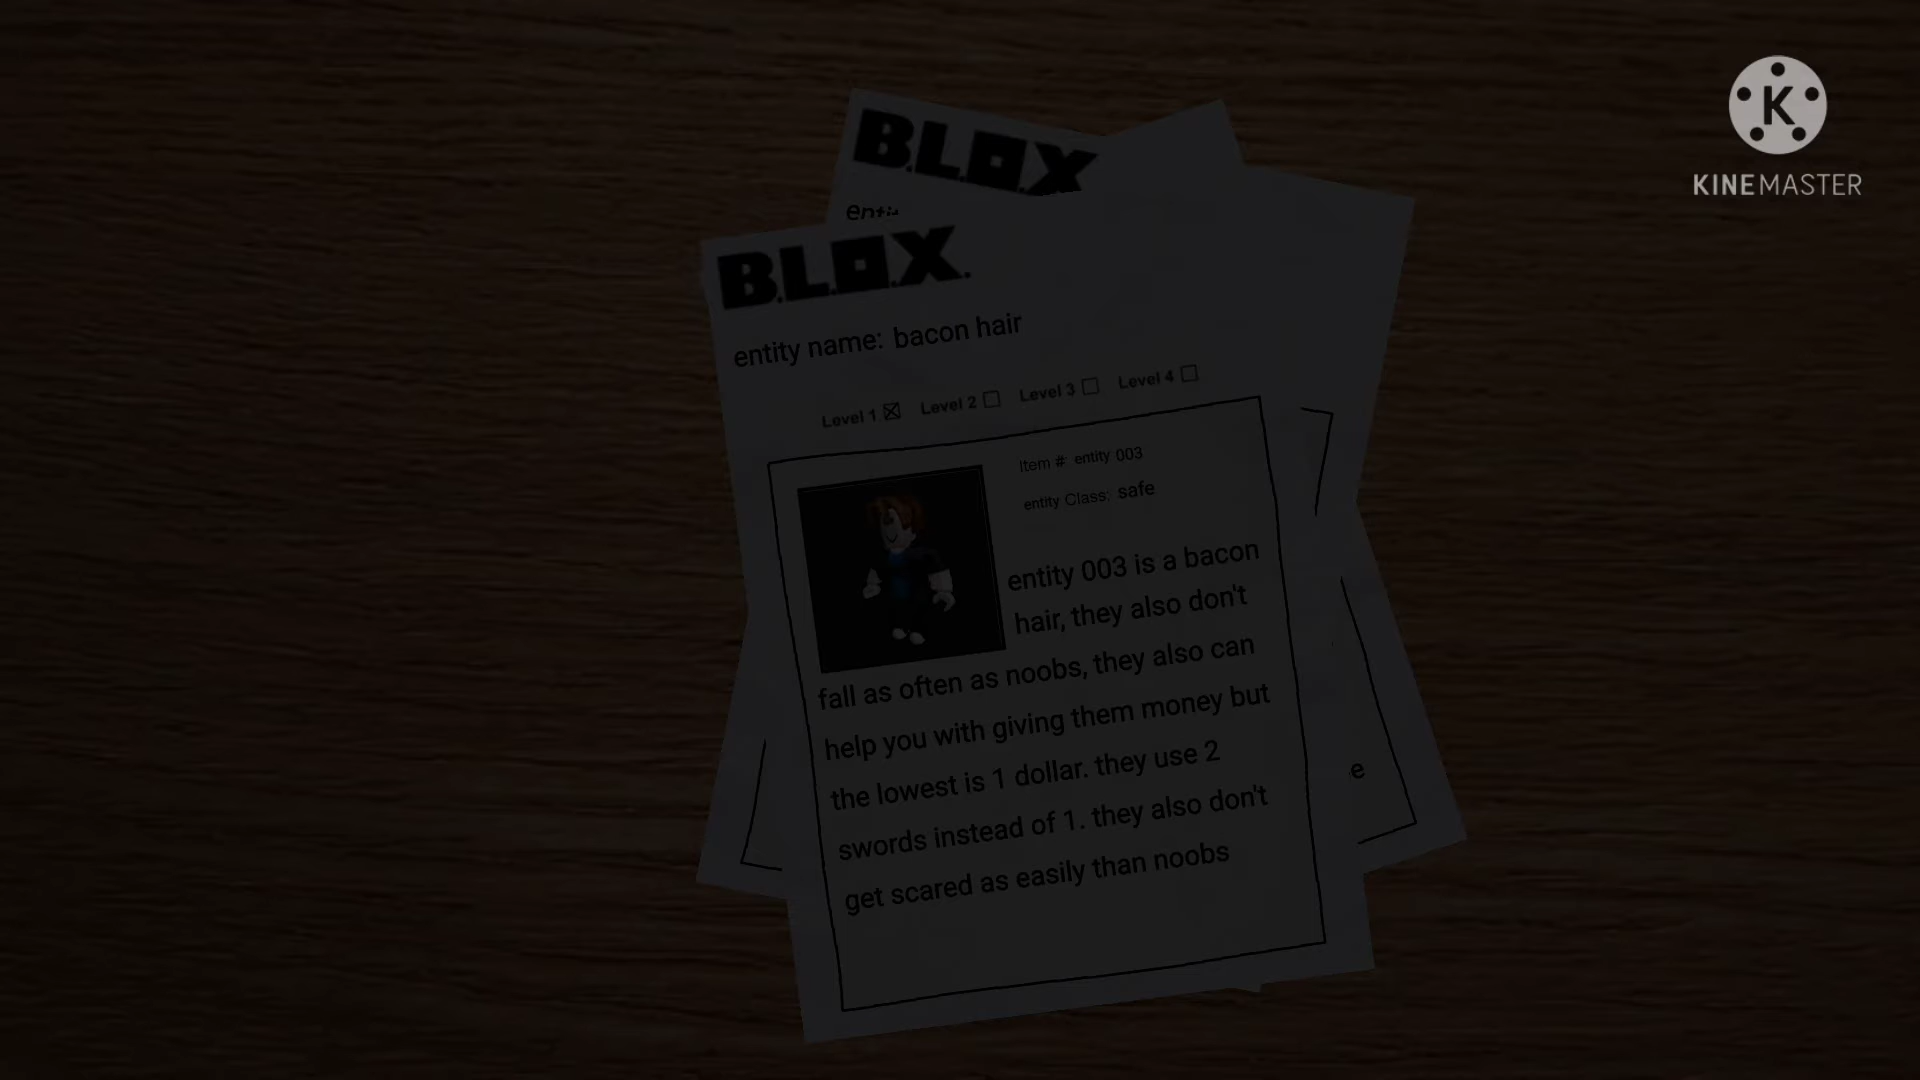 K
KINEMASTER
B.L.O.X
B.L.O.X.
entity name: bacon hair
Level 1 Level 2 Level 3 Level 4
Item #: entity 003
entity Class: safe
entity 003 is a bacon
hair, they also don't
fall as often as noobs, they also can
help you with giving them money but
the lowest is 1 dollar. they use 2
swords instead of 1. they also don't
get scared as easily than noobs
e